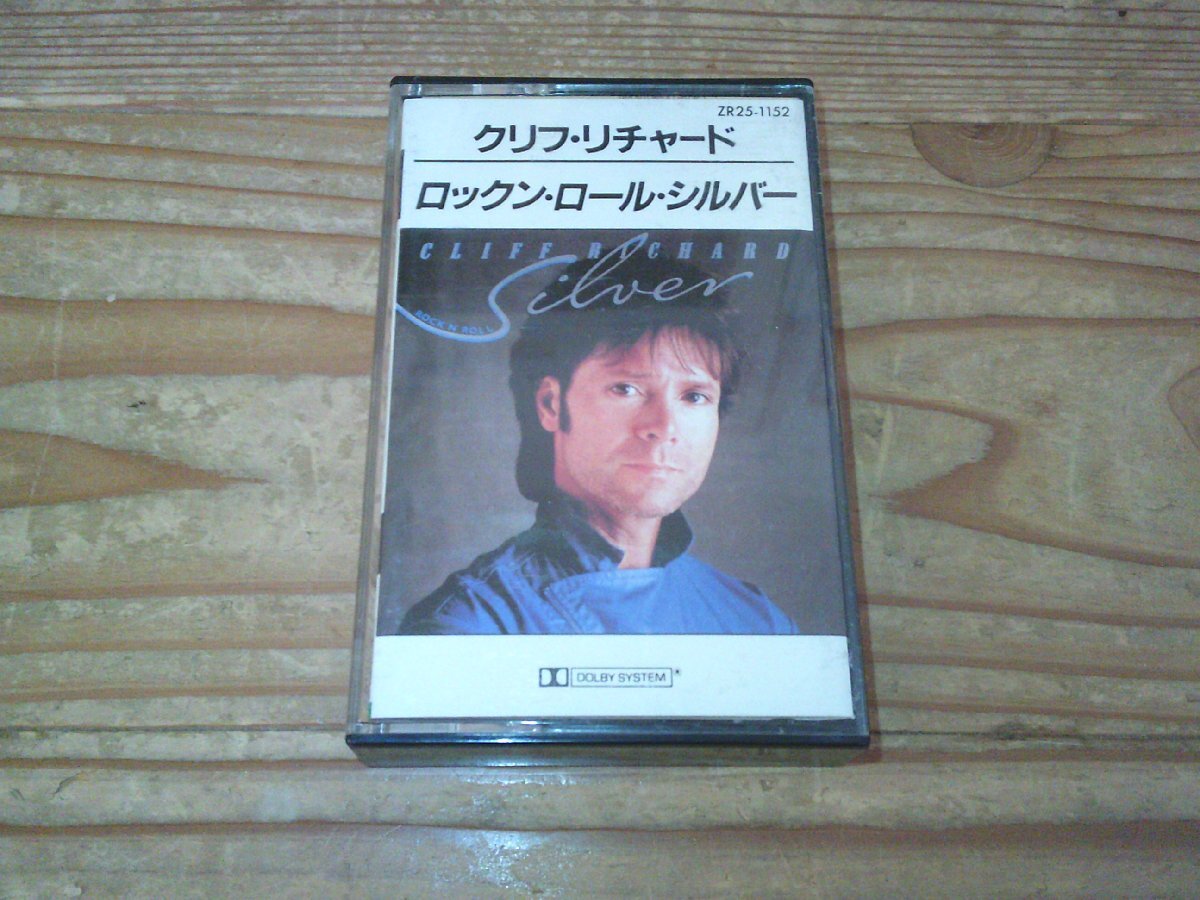 ZR25-1152
クリフ・リチャード
ロックン・ロール・シルバー
CLIFF RICHARD
Silver
ROCK N ROLL
DOLBY SYSTEM*